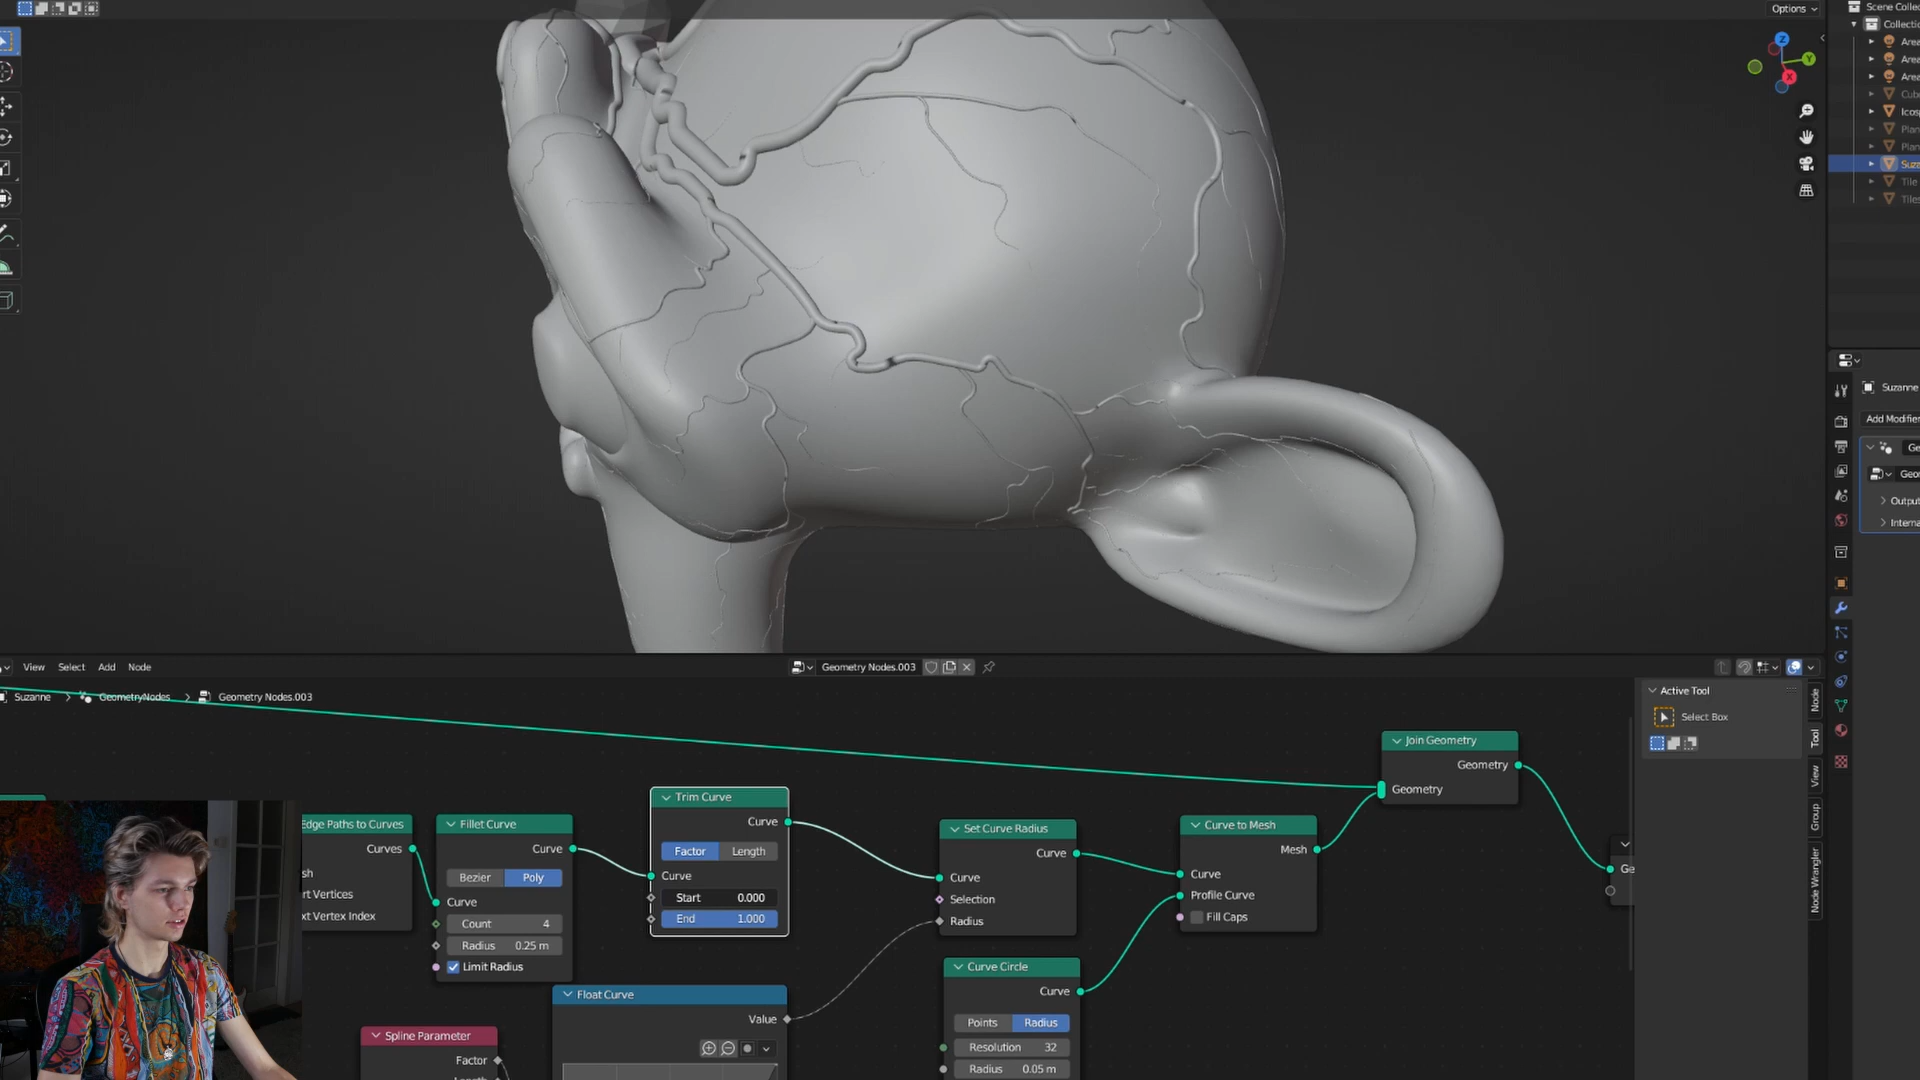 Options
Scene Collec
Collectio
Area
Area
Area
Cub
Icos
Plan
Plan
Suza
Tile
Tiles
Z
Y
X
Suzanne
Add Modifier
Ge
Geo
Output
Interna
View Select Add Node
Geometry Nodes.003
Suzanne > GeometryNodes > Geometry Nodes.003
Edge Paths to Curves
Curves
sh
rt Vertices
xt Vertex Index
Fillet Curve
Curve
Bezier Poly
Curve
Count 4
Radius 0.25 m
Limit Radius
Trim Curve
Curve
Factor Length
Curve
Start 0.000
End 1.000
Set Curve Radius
Curve
Curve
Selection
Radius
Curve to Mesh
Mesh
Curve
Profile Curve
Fill Caps
Join Geometry
Geometry
Geometry
Ge
Spline Parameter
Factor
Float Curve
Value
Curve Circle
Curve
Points Radius
Resolution 32
Radius 0.05 m
Active Tool
Select Box
Node
Tool
View
Group
Node Wrangler